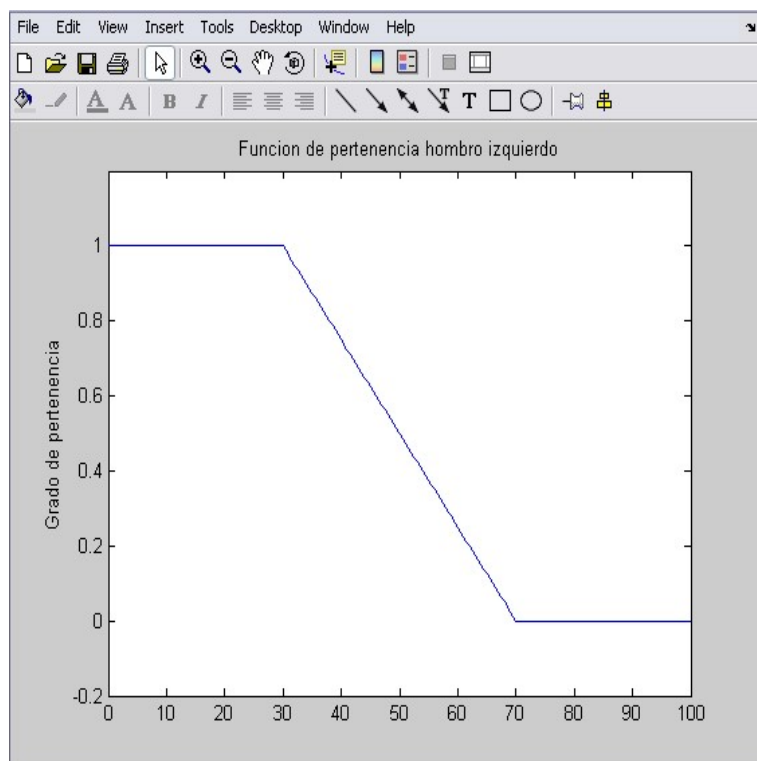 File Edit View Insert Tools Desktop Window Help
A A B I T T
Funcion de pertenencia hombro izquierdo
1
0.8
0.6
0.4
0.2
0
-0.2
Grado de pertenencia
0 10 20 30 40 50 60 70 80 90 100